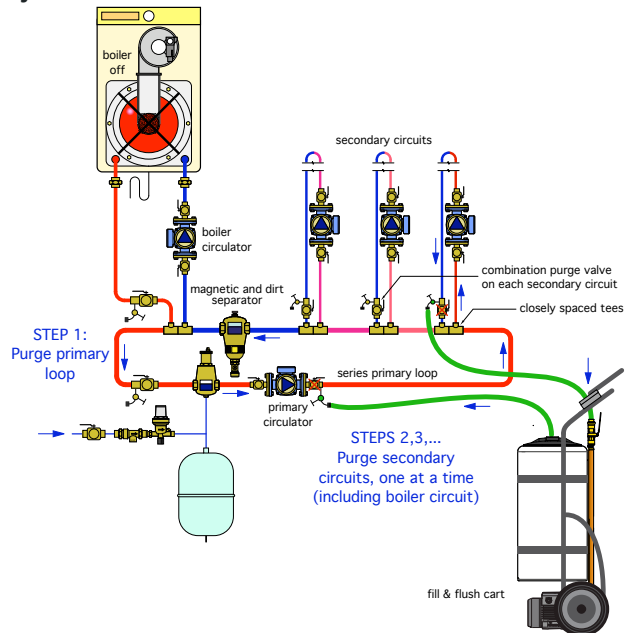 boiler
off
secondary circuits
boiler
circulator
combination purge valve
on each secondary circuit
magnetic and dirt
separator
closely spaced tees
STEP 1:
Purge primary
loop
series primary loop
primary
circulator
STEPS 2,3,...
Purge secondary
circuits, one at a time
(including boiler circuit)
fill & flush cart